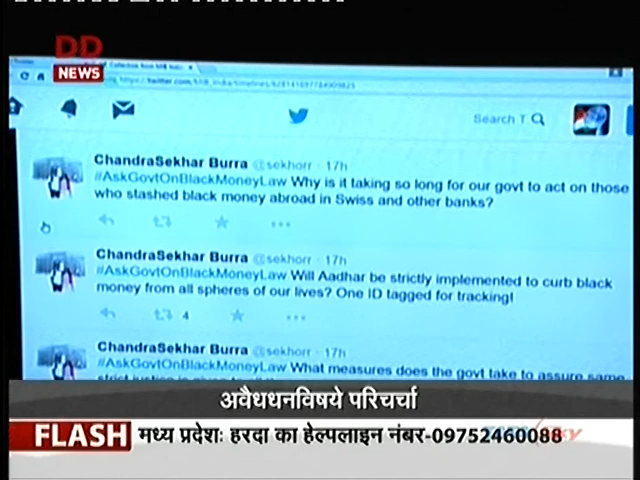 DD
NEWS
Search T
ChandraSekhar Burra @sekhorr · 17h
#AskGovtOnBlackMoneyLaw Why is it taking so long for our govt to act on those
who stashed black money abroad in Swiss and other banks?
ChandraSekhar Burra @sekhorr · 17h
#AskGovtOnBlackMoneyLaw Will Aadhar be strictly implemented to curb black
money from all spheres of our lives? One ID tagged for tracking!
4
ChandraSekhar Burra @sekhorr · 17h
#AskGovtOnBlackMoneyLaw What measures does the govt take to assure same
अवैधधनविषये परिचर्चा
FLASH मध्य प्रदेशः हरदा का हेल्पलाइन नंबर-09752460088